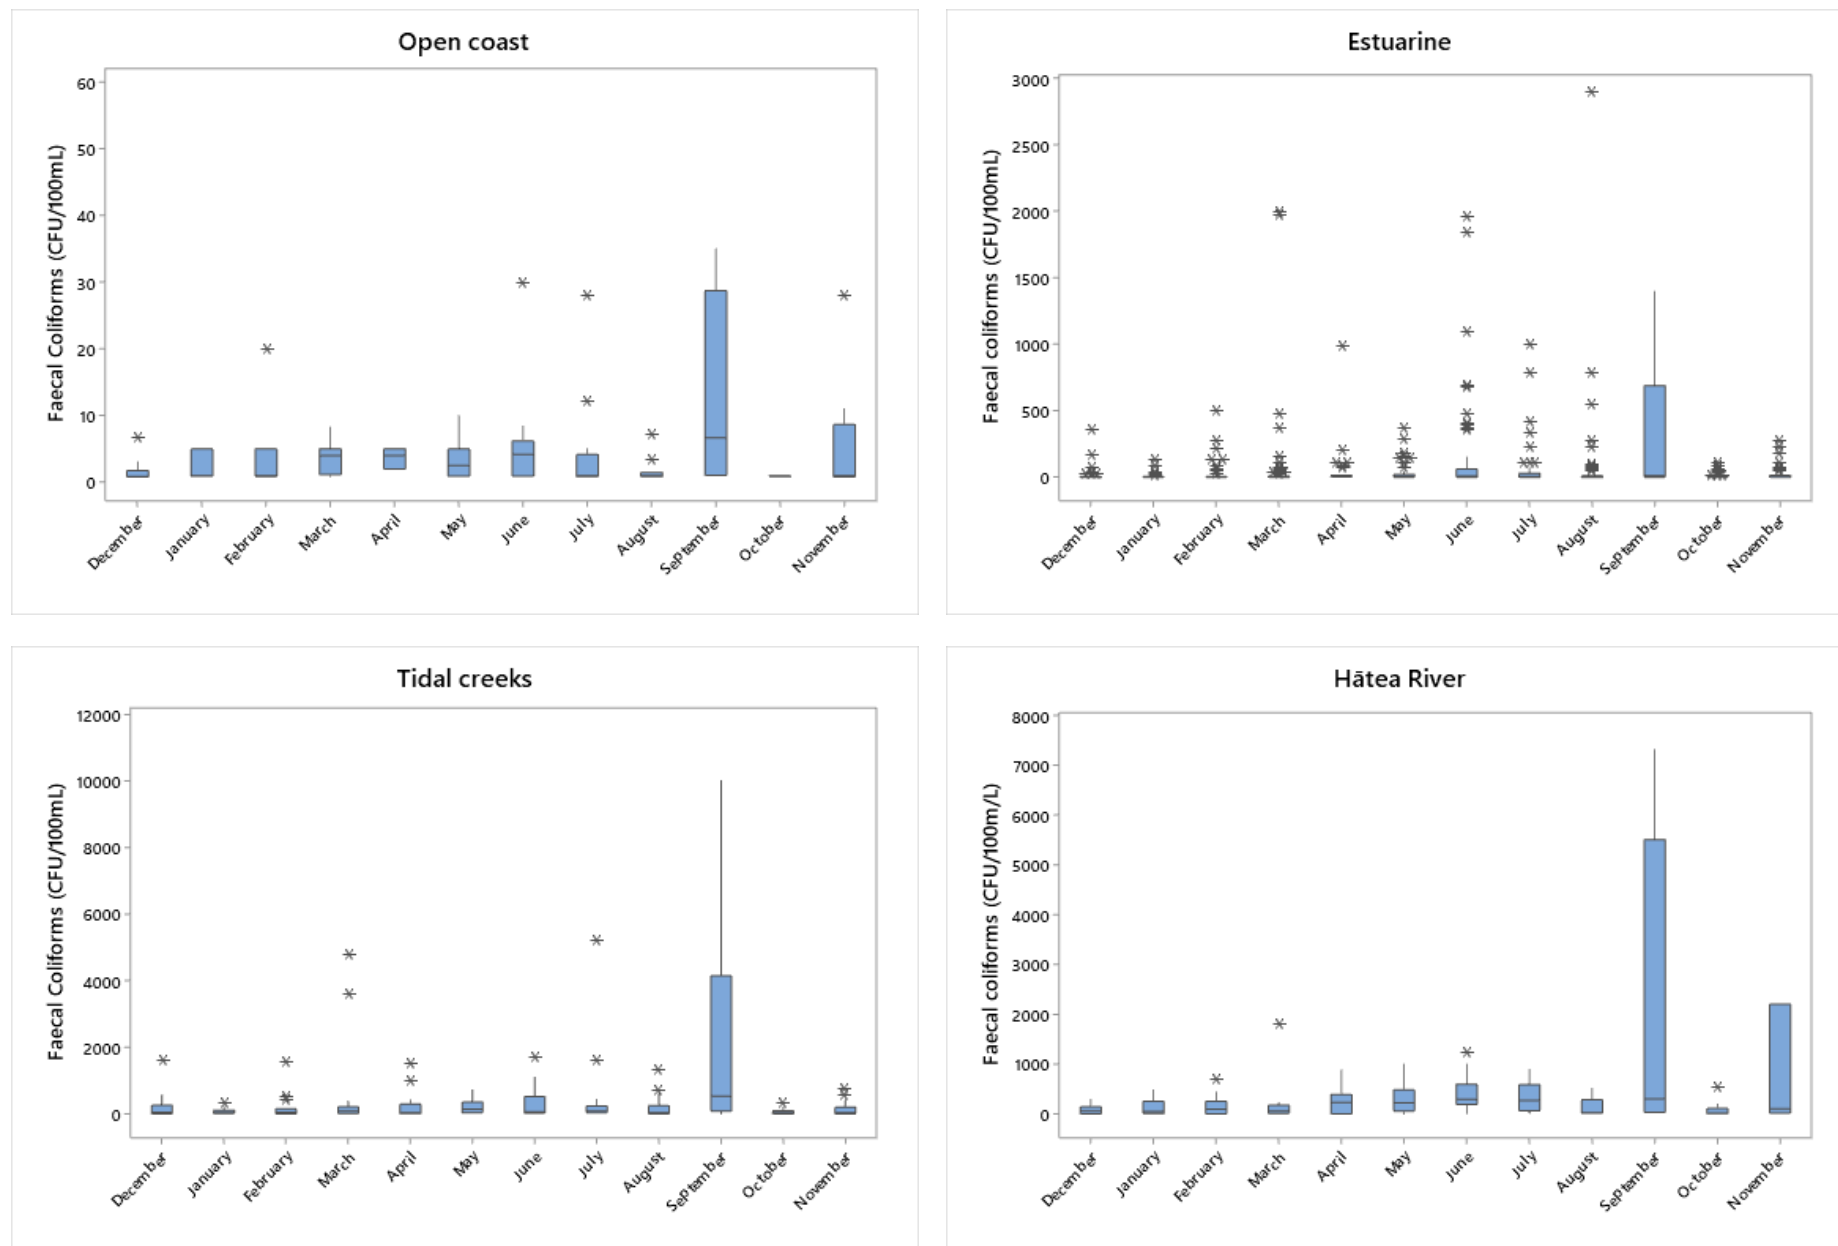 Open coast
Faecal Coliforms (CFU/100mL)
60
50
40
30
20
10
0
December
January
February
March
April
May
June
July
August
September
October
November
Estuarine
Faecal coliforms (CFU/100mL)
3000
2500
2000
1500
1000
500
0
December
January
February
March
April
May
June
July
August
September
October
November
Tidal creeks
Faecal Coliforms (CFU/100mL)
12000
10000
8000
6000
4000
2000
0
December
January
February
March
April
May
June
July
August
September
October
November
Hātea River
Faecal coliforms (CFU/100m/L)
8000
7000
6000
5000
4000
3000
2000
1000
0
December
January
February
March
April
May
June
July
August
September
October
November